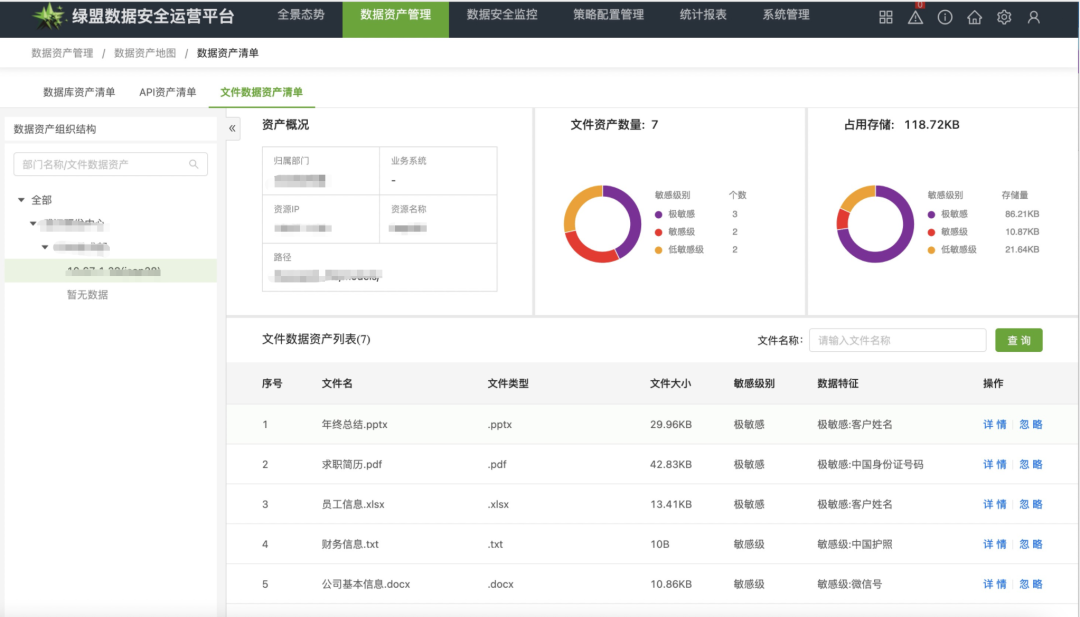 绿盟数据安全运营平台 全景态势 数据资产管理 数据安全监控 策略配置管理 统计报表 系统管理 0
数据资产管理 / 数据资产地图 / 数据资产清单
数据库资产清单 API资产清单 文件数据资产清单
数据资产组织结构
部门名称/文件数据资产
全部
暂无数据
资产概况
归属部门 业务系统
-
资源IP 资源名称
路径
文件资产数量: 7
敏感级别 个数
极敏感 3
敏感级 2
低敏感级 2
占用存储: 118.72KB
敏感级别 存储量
极敏感 86.21KB
敏感级 10.87KB
低敏感级 21.64KB
文件数据资产列表(7) 文件名称: 请输入文件名称 查 询
序号 文件名 文件类型 文件大小 敏感级别 数据特征 操作
1 年终总结.pptx .pptx 29.96KB 极敏感 极敏感:客户姓名 详 情 忽 略
2 求职简历.pdf .pdf 42.83KB 极敏感 极敏感:中国身份证号码 详 情 忽 略
3 员工信息.xlsx .xlsx 13.41KB 极敏感 极敏感:客户姓名 详 情 忽 略
4 财务信息.txt .txt 10B 敏感级 敏感级:中国护照 详 情 忽 略
5 公司基本信息.docx .docx 10.86KB 敏感级 敏感级:微信号 详 情 忽 略